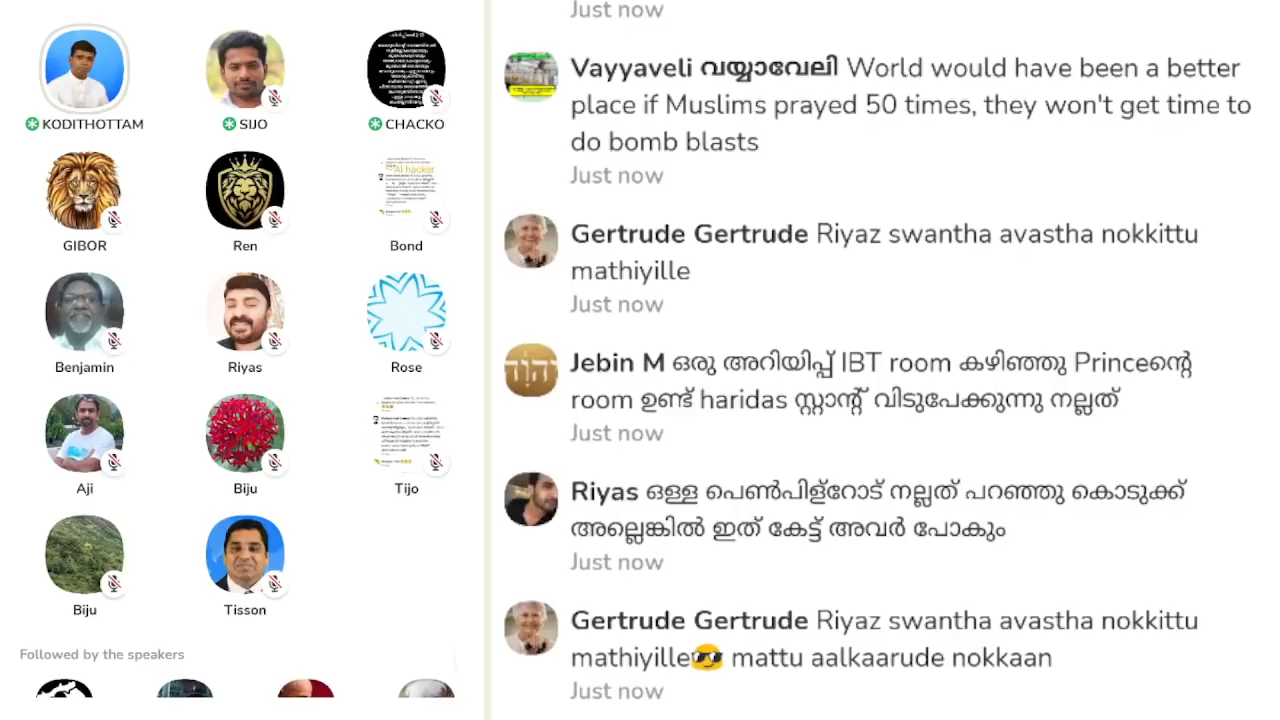 KODITHOTTAM
SIJO
CHACKO
GIBOR
Ren
AI hacker
Bond
Benjamin
Riyas
Rose
Aji
Biju
Tijo
Biju
Tisson
Followed by the speakers
Just now
Vayyaveli വയ്യാവേലി World would have been a better
place if Muslims prayed 50 times, they won't get time to
do bomb blasts
Just now
Gertrude Gertrude Riyaz swantha avastha nokkittu
mathiyille
Just now
Jebin M ഒരു അറിയിപ്പ് IBT room കഴിഞ്ഞു Princeന്റെ
room ഉണ്ട് haridas സ്റ്റാന്റ് വിടുപേക്കുന്നു നല്ലത്
Just now
Riyas ഒള്ള പെൺപിള്റോട് നല്ലത് പറഞ്ഞു കൊടുക്ക്
അല്ലെങ്കിൽ ഇത് കേട്ട് അവർ പോകും
Just now
Gertrude Gertrude Riyaz swantha avastha nokkittu
mathiyille😎 mattu aalkaarude nokkaan
Just now